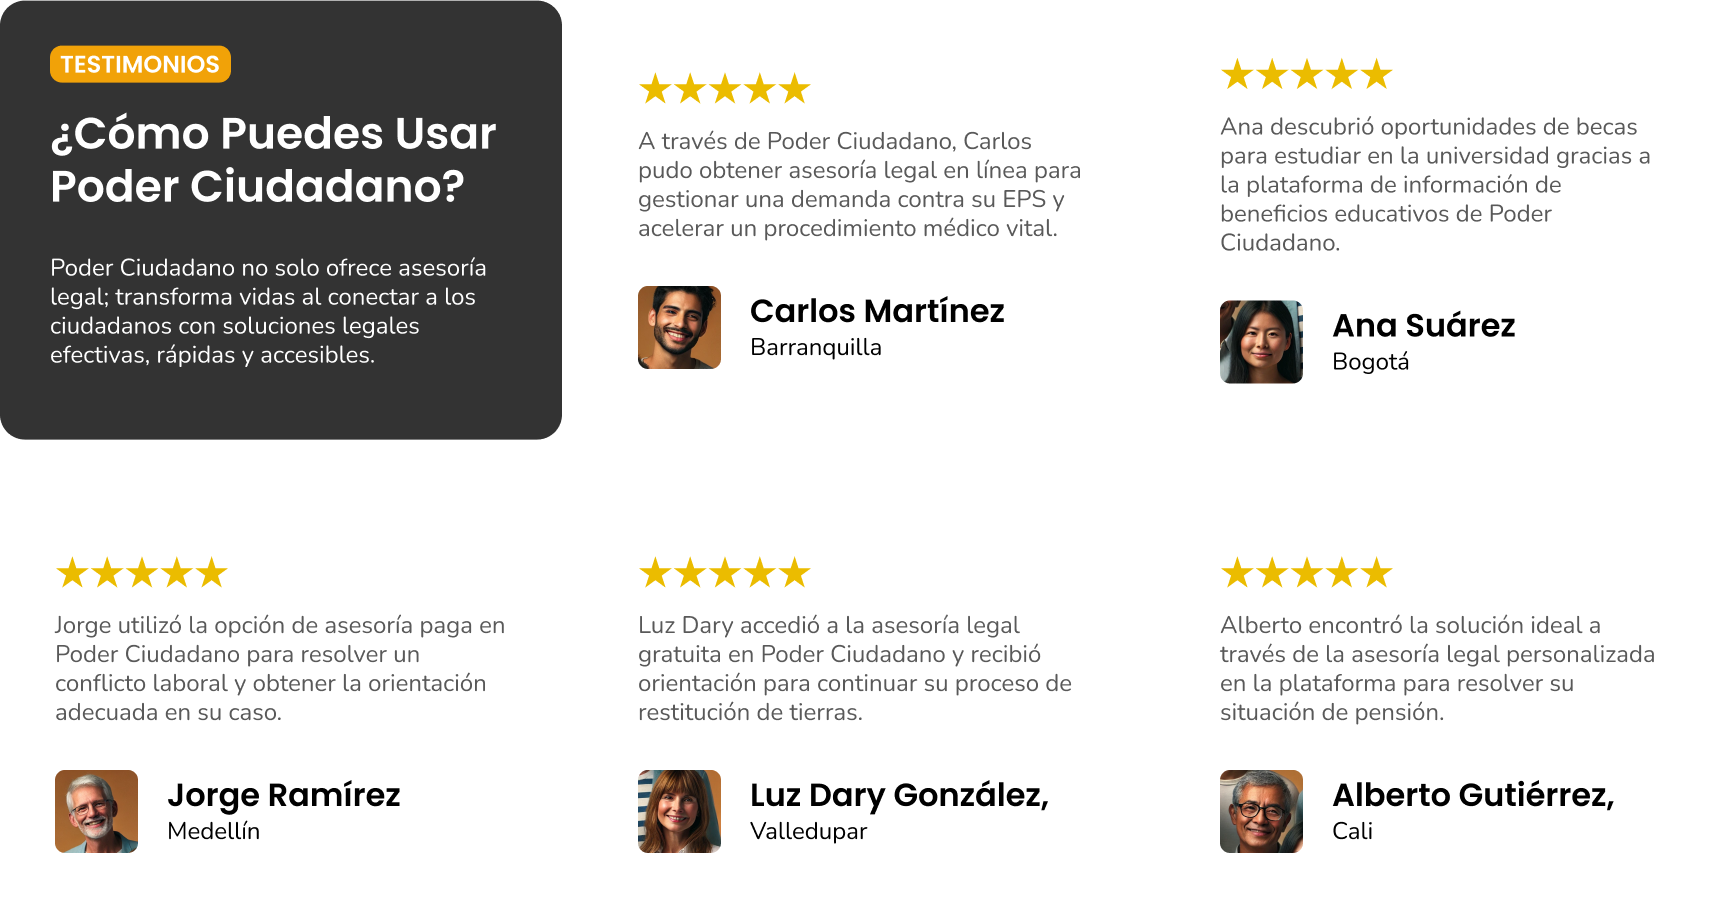 TESTIMONIOS
¿Cómo Puedes Usar
Poder Ciudadano?
Poder Ciudadano no solo ofrece asesoría
legal; transforma vidas al conectar a los
ciudadanos con soluciones legales
efectivas, rápidas y accesibles.
A través de Poder Ciudadano, Carlos
pudo obtener asesoría legal en línea para
gestionar una demanda contra su EPS y
acelerar un procedimiento médico vital.
Carlos Martínez
Barranquilla
Ana descubrió oportunidades de becas
para estudiar en la universidad gracias a
la plataforma de información de
beneficios educativos de Poder
Ciudadano.
Ana Suárez
Bogotá
Jorge utilizó la opción de asesoría paga en
Poder Ciudadano para resolver un
conflicto laboral y obtener la orientación
adecuada en su caso.
Jorge Ramírez
Medellín
Luz Dary accedió a la asesoría legal
gratuita en Poder Ciudadano y recibió
orientación para continuar su proceso de
restitución de tierras.
Luz Dary González,
Valledupar
Alberto encontró la solución ideal a
través de la asesoría legal personalizada
en la plataforma para resolver su
situación de pensión.
Alberto Gutiérrez,
Cali